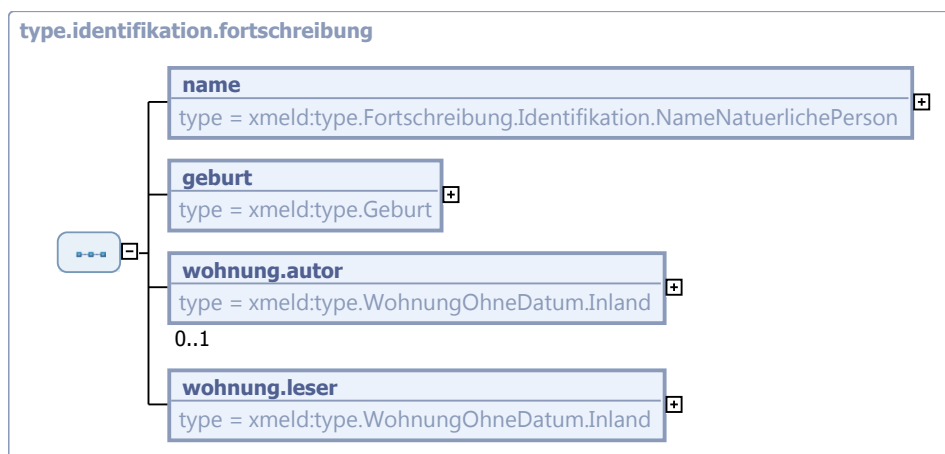 type.identifikation.fortschreibung
name
type = xmeld:type.Fortschreibung.Identifikation.NameNatuerlichePerson
geburt
type = xmeld:type.Geburt
wohnung.autor
type = xmeld:type.WohnungOhneDatum.Inland
0..1
wohnung.leser
type = xmeld:type.WohnungOhneDatum.Inland